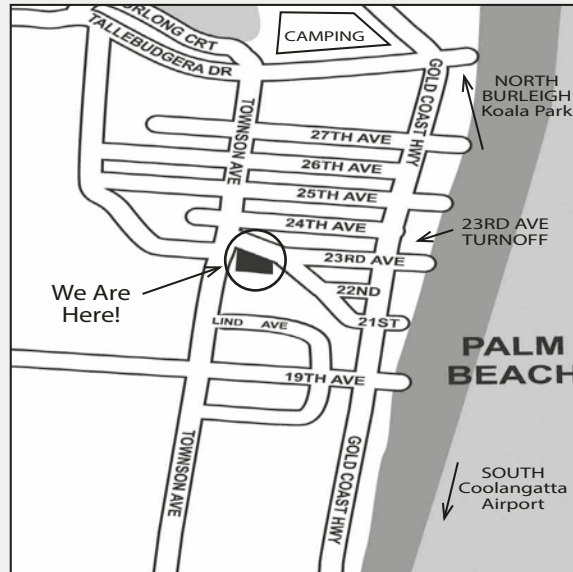 URLONG CRT
TALLEBUDGERA DR
CAMPING
GOLD COAST HWY
NORTH
BURLEIGH
Koala Park
TOWNSON AVE
27TH AVE
26TH AVE
25TH AVE
24TH AVE
23RD AVE
TURNOFF
23RD AVE
We Are
Here!
22ND
LIND AVE
21ST
PALM
BEACH
19TH AVE
TOWNSON AVE
GOLD COAST HWY
SOUTH
Coolangatta
Airport